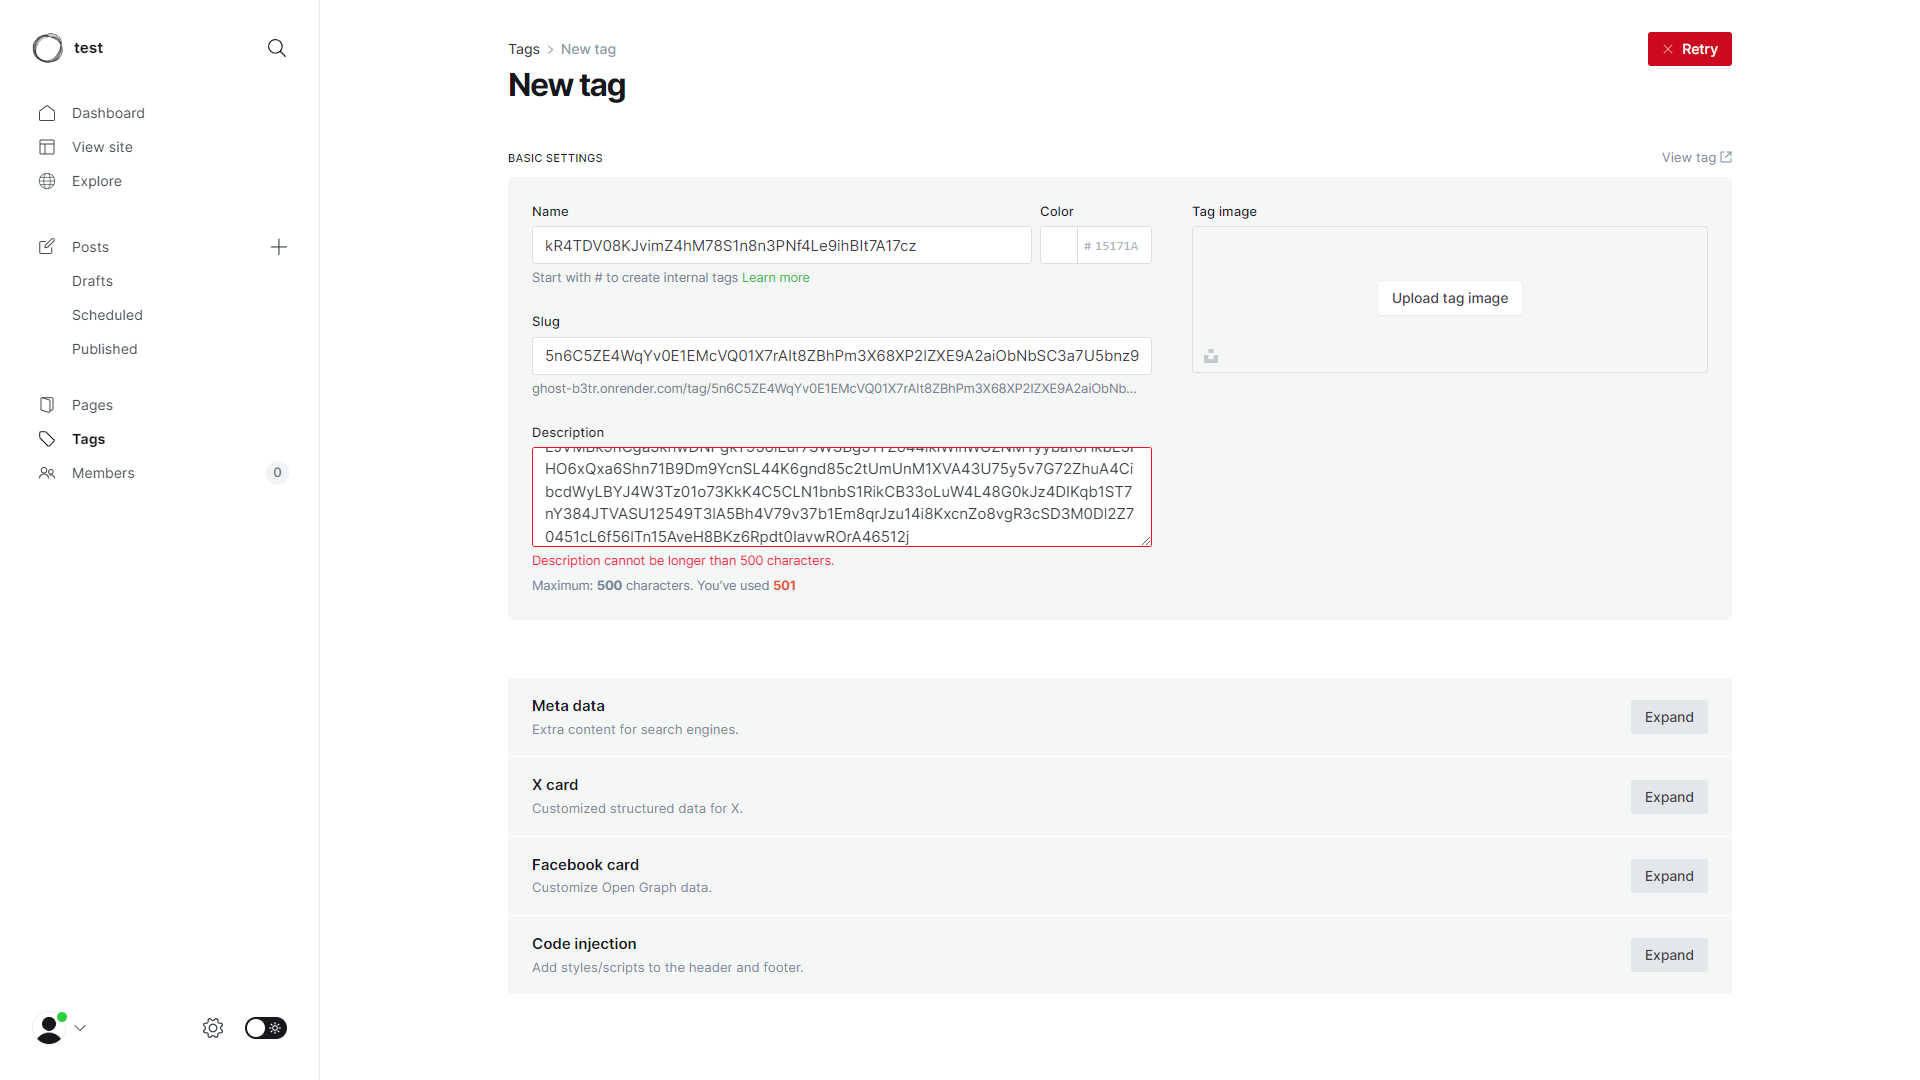 test
Dashboard
View site
Explore
Posts
Drafts
Scheduled
Published
Pages
Tags
Members
0
Tags > New tag
Retry
New tag
BASIC SETTINGS
View tag
Name
Color
Tag image
kR4TDV08KJvimZ4hM78S1n8n3PNf4Le9ihBIt7A17cz
# 15171A
Start with # to create internal tags Learn more
Upload tag image
Slug
5n6C5ZE4WqYv0E1EMcVQ01X7rAIt8ZBhPm3X68XP2IZXE9A2aiObNbSC3a7U5bnz9
ghost-b3tr.onrender.com/tag/5n6C5ZE4WqYv0E1EMcVQ01X7rAIt8ZBhPm3X68XP2IZXE9A2aiObNb...
Description
HO6xQxa6Shn71B9Dm9YcnSL44K6gnd85c2tUmUnM1XVA43U75y5v7G72ZhuA4Ci
bcdWyLBYJ4W3Tz01o73KkK4C5CLN1bnbS1RikCB33oLuW4L48G0kJz4DIKqb1ST7
nY384JTVASU12549T3lA5Bh4V79v37b1Em8qrJzu14i8KxcnZo8vgR3cSD3M0Dl2Z7
0451cL6f56lTn15AveH8BKz6Rpdt0IavwROrA46512j
Description cannot be longer than 500 characters.
Maximum: 500 characters. You’ve used 501
Meta data
Extra content for search engines.
Expand
X card
Customized structured data for X.
Expand
Facebook card
Customize Open Graph data.
Expand
Code injection
Add styles/scripts to the header and footer.
Expand